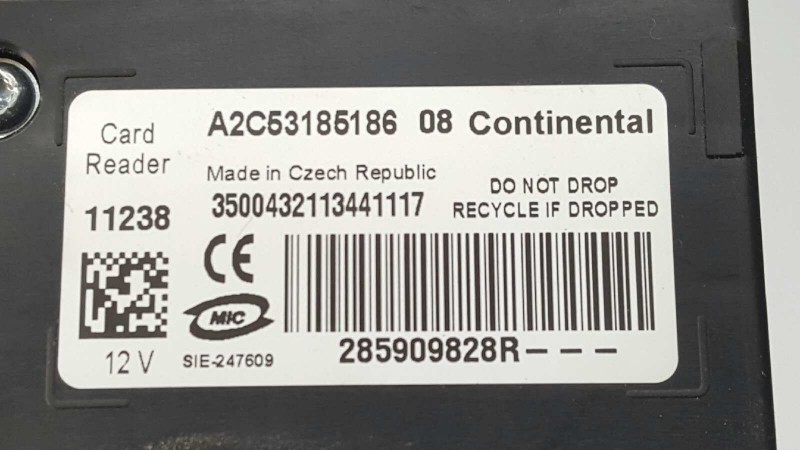 Card Reader
A2C53185186 08 Continental
Made in Czech Republic
11238
3500432113441117
DO NOT DROP
RECYCLE IF DROPPED
CE
MIC
12 V
SIE-247609
285909828R---